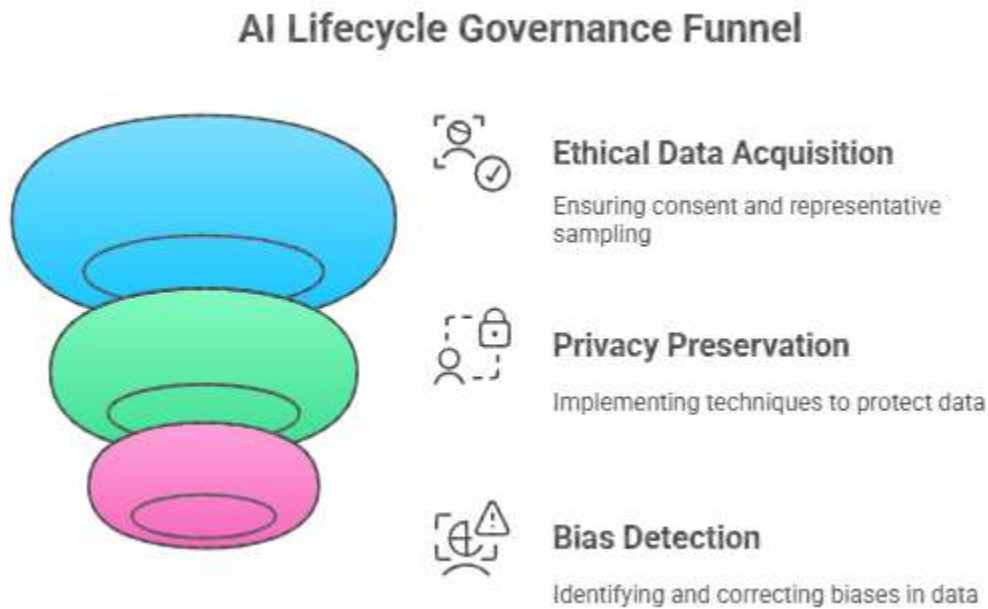 AI Lifecycle Governance Funnel
Ethical Data Acquisition
Ensuring consent and representative
sampling
Privacy Preservation
Implementing techniques to protect data
Bias Detection
Identifying and correcting biases in data